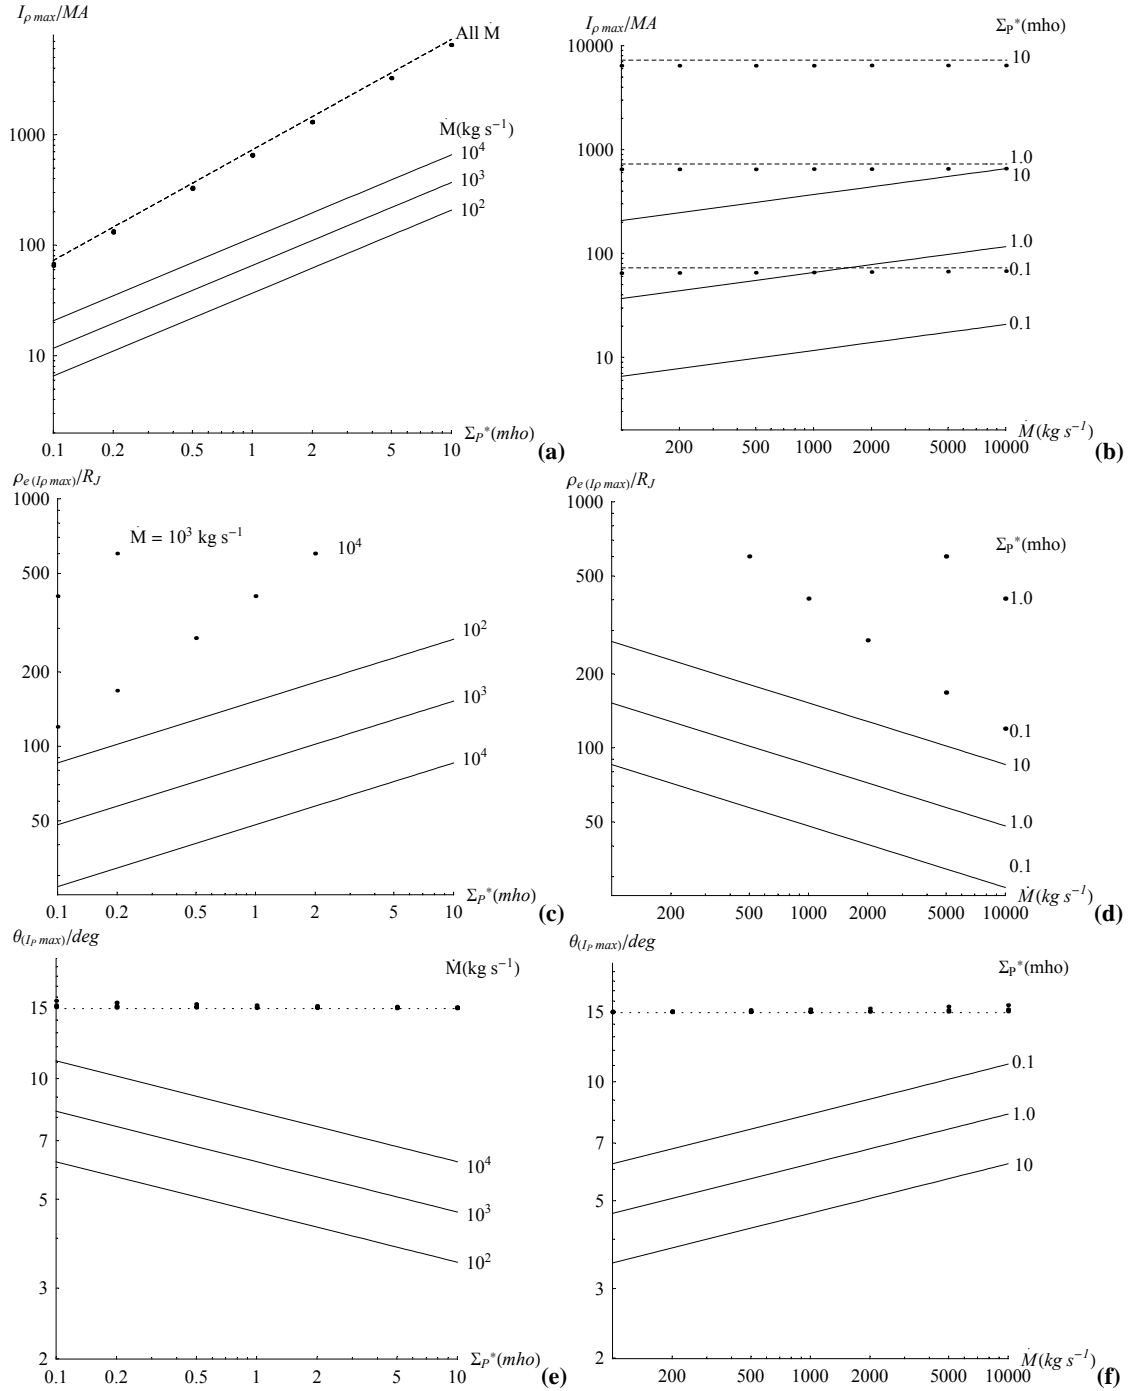 I_{ρ max}/MA
All Ṁ
1000
Ṁ(kg s⁻¹)
10⁴
10³
10²
100
10
0.1 0.2 0.5 1 2 5 10
Σ_P*(mho)
(a)
I_{ρ max}/MA
Σ_P*(mho)
10000
10
1000
1.0
10
100
1.0
0.1
10
0.1
200 500 1000 2000 5000 10000
Ṁ(kg s⁻¹)
(b)
ρ_{e (Iρ max)}/R_J
1000
Ṁ = 10³ kg s⁻¹
10⁴
500
10²
200
10³
100
10⁴
50
0.1 0.2 0.5 1 2 5 10
Σ_P*(mho)
(c)
ρ_{e (Iρ max)}/R_J
1000
Σ_P*(mho)
500
1.0
200
0.1
100
10
50
1.0
0.1
200 500 1000 2000 5000 10000
Ṁ(kg s⁻¹)
(d)
θ_{(I_P max)}/deg
Ṁ(kg s⁻¹)
15
10
7
10⁴
5
10³
10²
3
2
0.1 0.2 0.5 1 2 5 10
Σ_P*(mho)
(e)
θ_{(I_P max)}/deg
Σ_P*(mho)
15
0.1
10
1.0
7
10
5
3
2
200 500 1000 2000 5000 10000
Ṁ(kg s⁻¹)
(f)